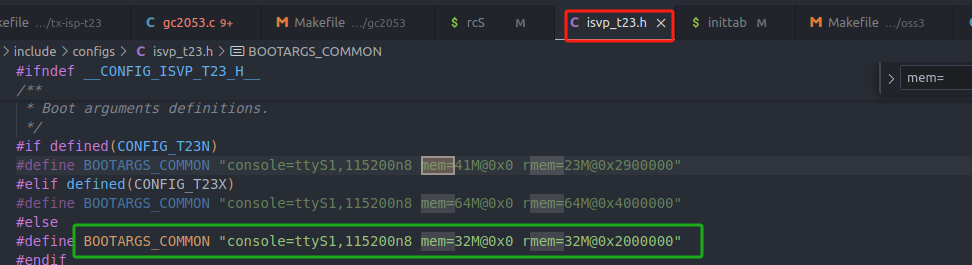 akefile .../tx-isp-t23 C gc2053.c 9+ M Makefile .../gc2053 $ rcS M C isvp_t23.h × $ inittab M M Makefile .../oss3
> include > configs > C isvp_t23.h > BOOTARGS_COMMON
#ifndef __CONFIG_ISVP_T23_H__
> mem=
/**
* Boot arguments definitions.
*/
#if defined(CONFIG_T23N)
#define BOOTARGS_COMMON "console=ttyS1,115200n8 mem=41M@0x0 rmem=23M@0x2900000"
#elif defined(CONFIG_T23X)
#define BOOTARGS_COMMON "console=ttyS1,115200n8 mem=64M@0x0 rmem=64M@0x4000000"
#else
#define BOOTARGS_COMMON "console=ttyS1,115200n8 mem=32M@0x0 rmem=32M@0x2000000"
#endif